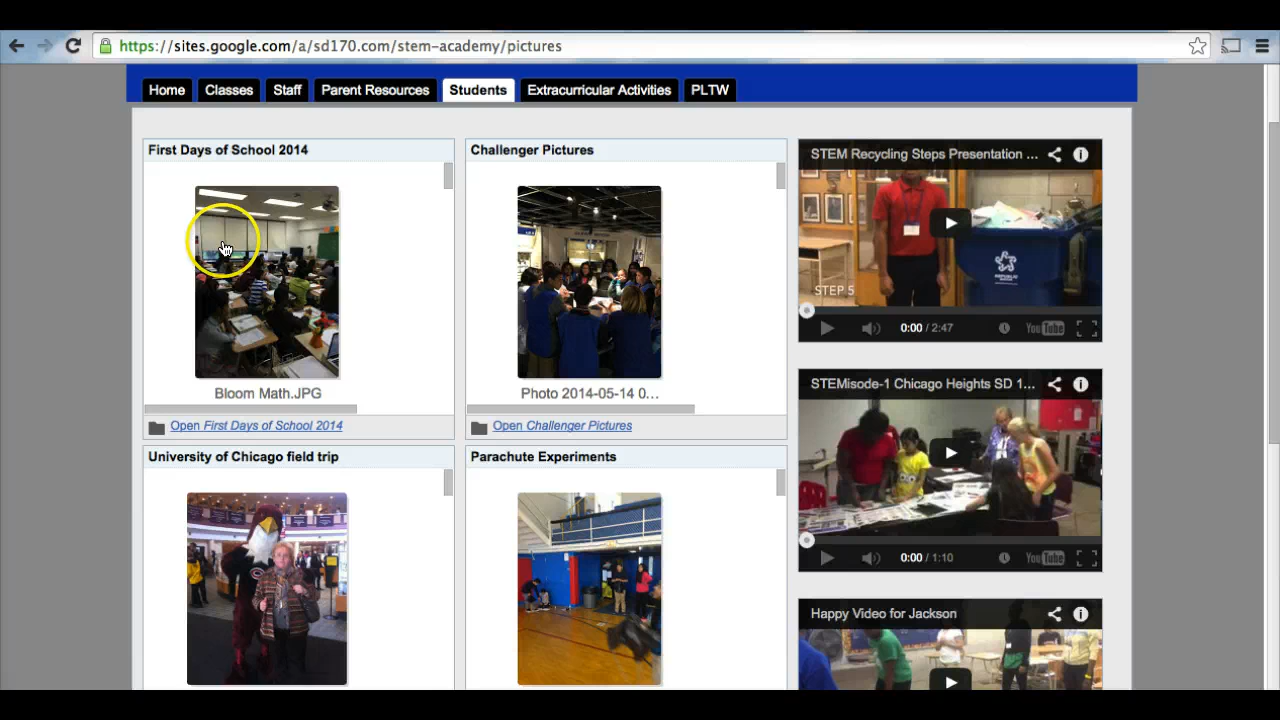 https://sites.google.com/a/sd170.com/stem-academy/pictures
Home Classes Staff Parent Resources Students Extracurricular Activities PLTW
First Days of School 2014
Bloom Math.JPG
Open First Days of School 2014
Challenger Pictures
Photo 2014-05-14 0...
Open Challenger Pictures
University of Chicago field trip
Parachute Experiments
STEM Recycling Steps Presentation ...
STEP 5
0:00 / 2:47
YouTube
STEMisode-1 Chicago Heights SD 1...
0:00 / 1:10
YouTube
Happy Video for Jackson